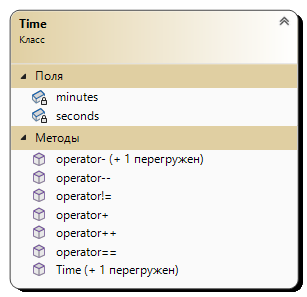 Time
Класс
Поля
minutes
seconds
Методы
operator- (+ 1 перегружен)
operator--
operator!=
operator+
operator++
operator==
Time (+ 1 перегружен)